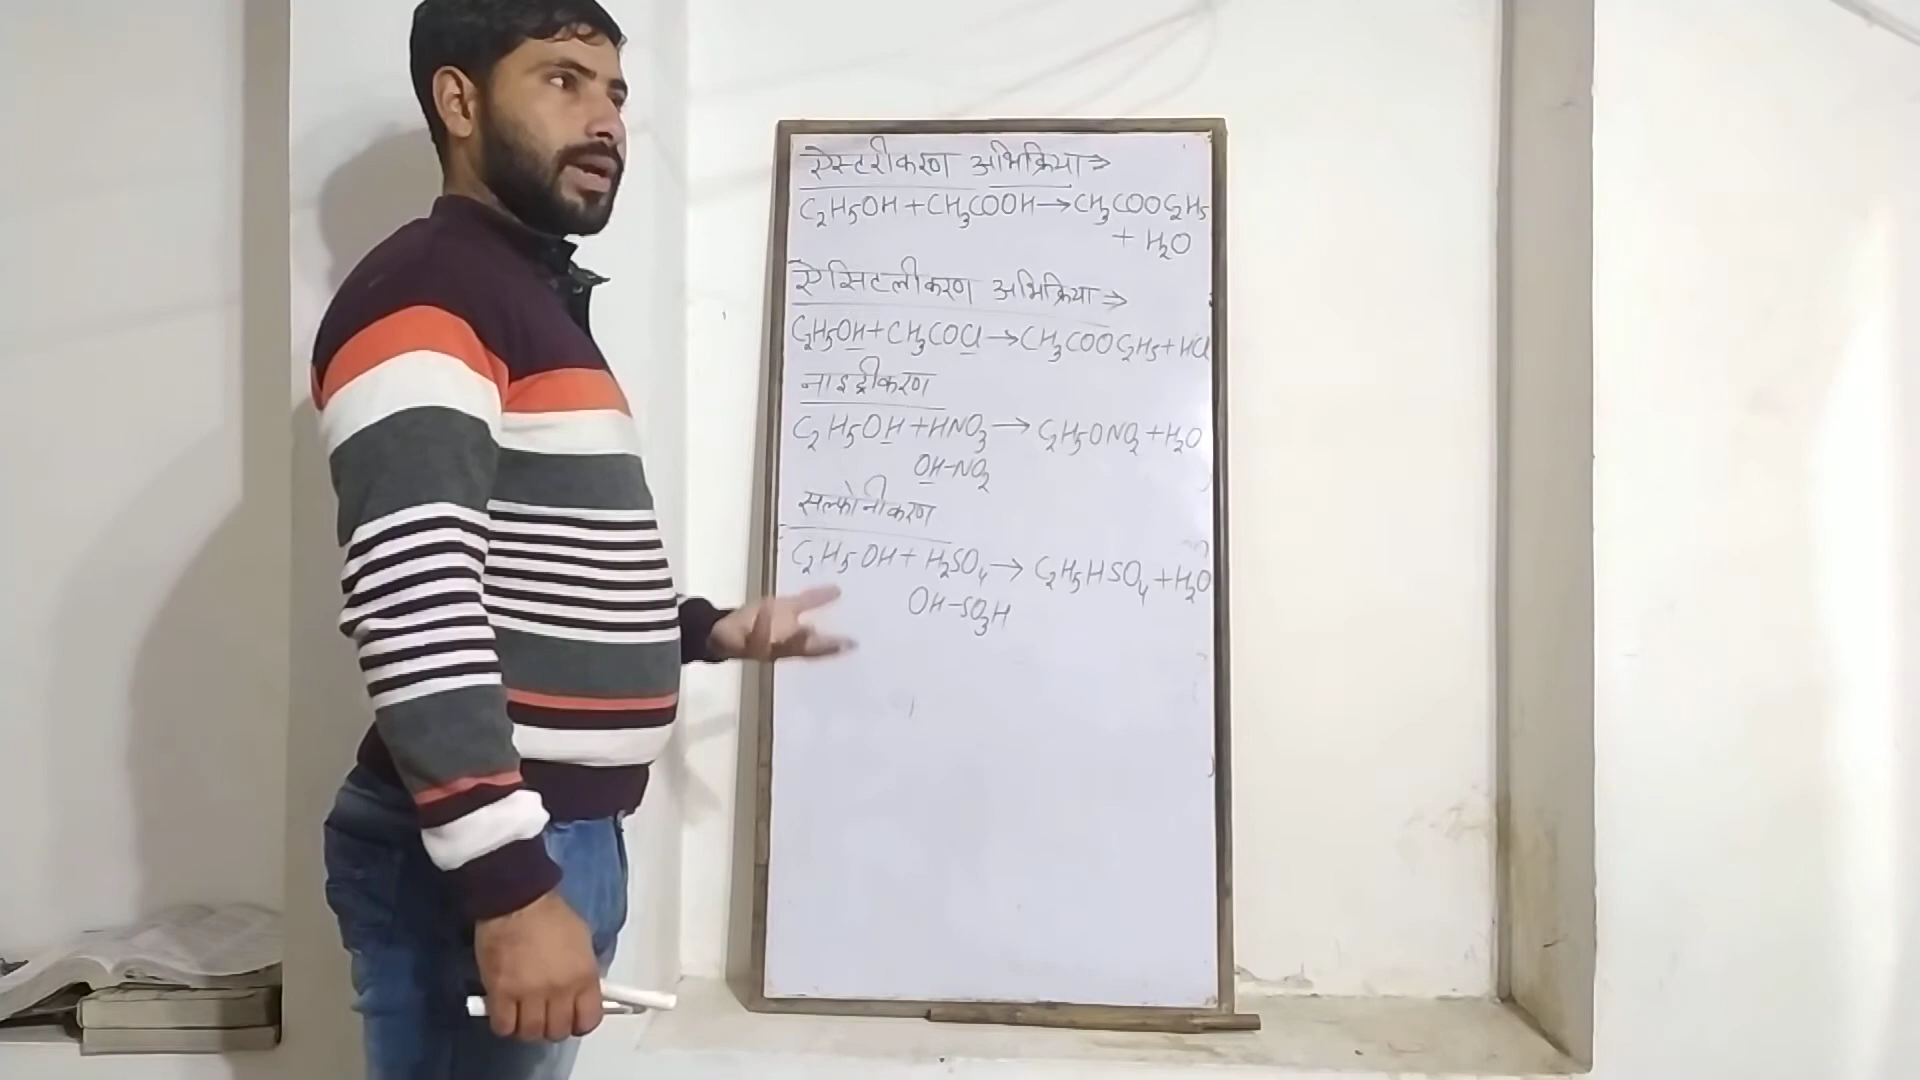 ऐस्टरीकरण अभिक्रिया ⇒
C₂H₅OH + CH₃COOH → CH₃COOC₂H₅
+ H₂O
ऐसिटलीकरण अभिक्रिया ⇒
C₂H₅OH + CH₃COCl → CH₃COOC₂H₅ + HCl
नाइट्रीकरण
C₂H₅OH + HNO₃ → C₂H₅ONO₂ + H₂O
OH-NO₂
सल्फोनीकरण
C₂H₅OH + H₂SO₄ → C₂H₅HSO₄ + H₂O
OH-SO₃H